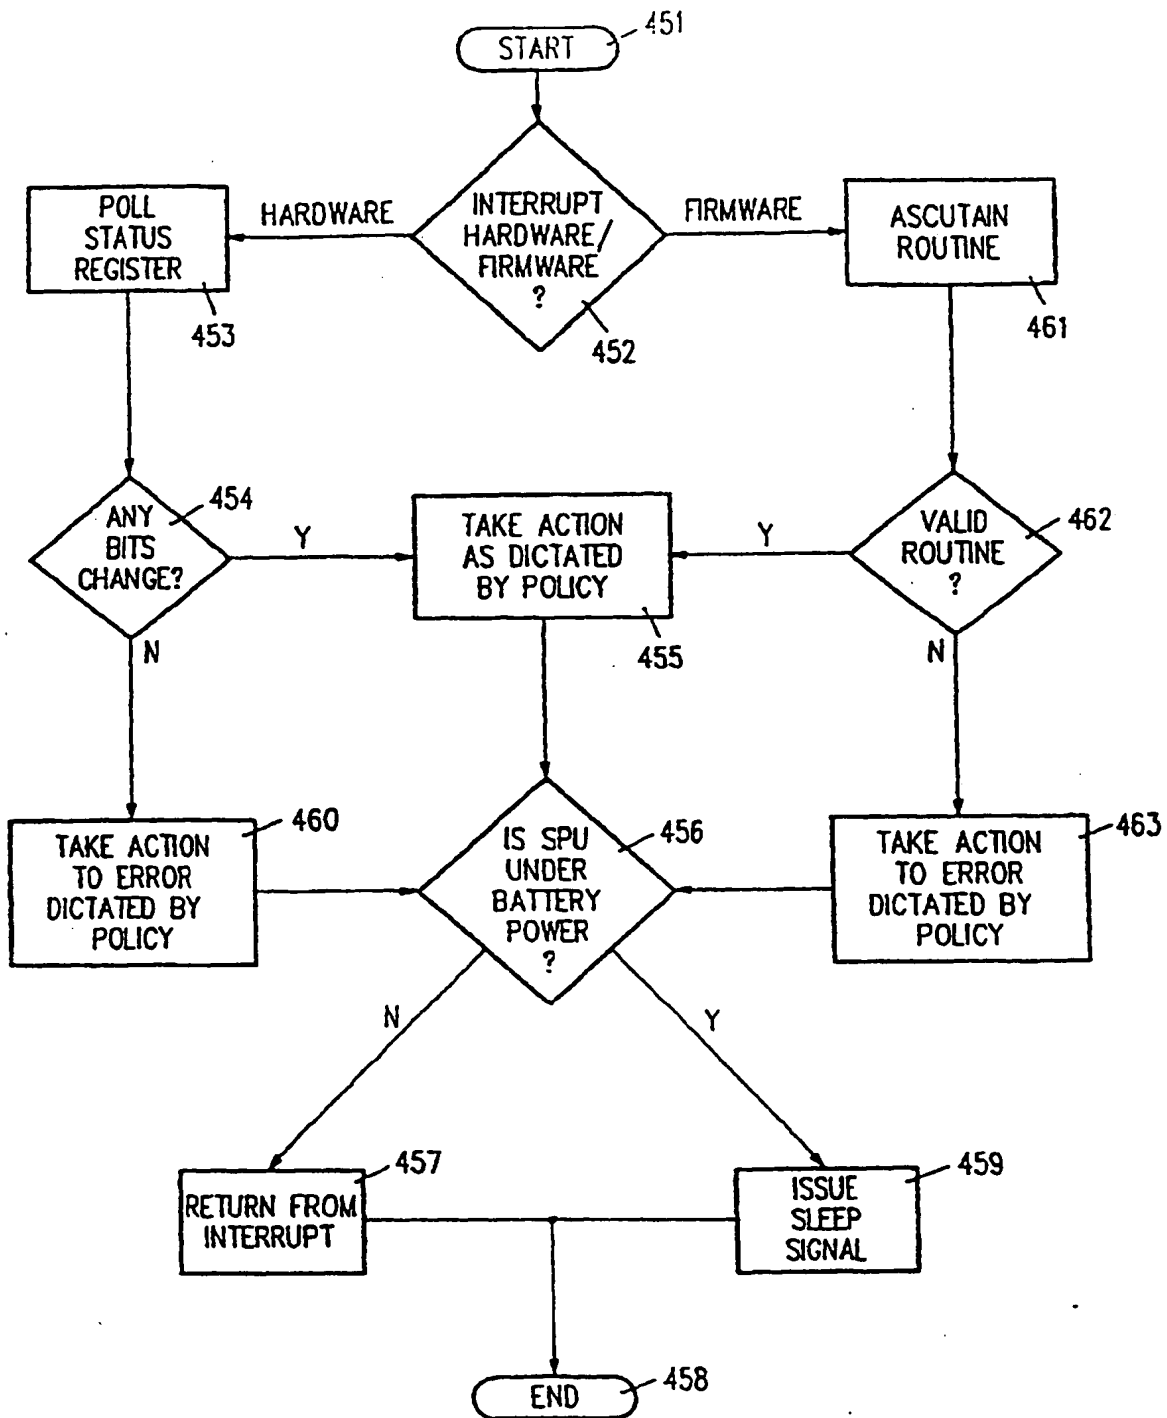 START
451
INTERRUPT
HARDWARE/
FIRMWARE
?
452
HARDWARE
FIRMWARE
POLL
STATUS
REGISTER
453
ASCUTAIN
ROUTINE
461
ANY
BITS
CHANGE?
454
Y
N
TAKE ACTION
AS DICTATED
BY POLICY
455
VALID
ROUTINE
?
462
Y
N
TAKE ACTION
TO ERROR
DICTATED BY
POLICY
460
IS SPU
UNDER
BATTERY
POWER
?
456
TAKE ACTION
TO ERROR
DICTATED BY
POLICY
463
N
Y
RETURN FROM
INTERRUPT
457
ISSUE
SLEEP
SIGNAL
459
END
458